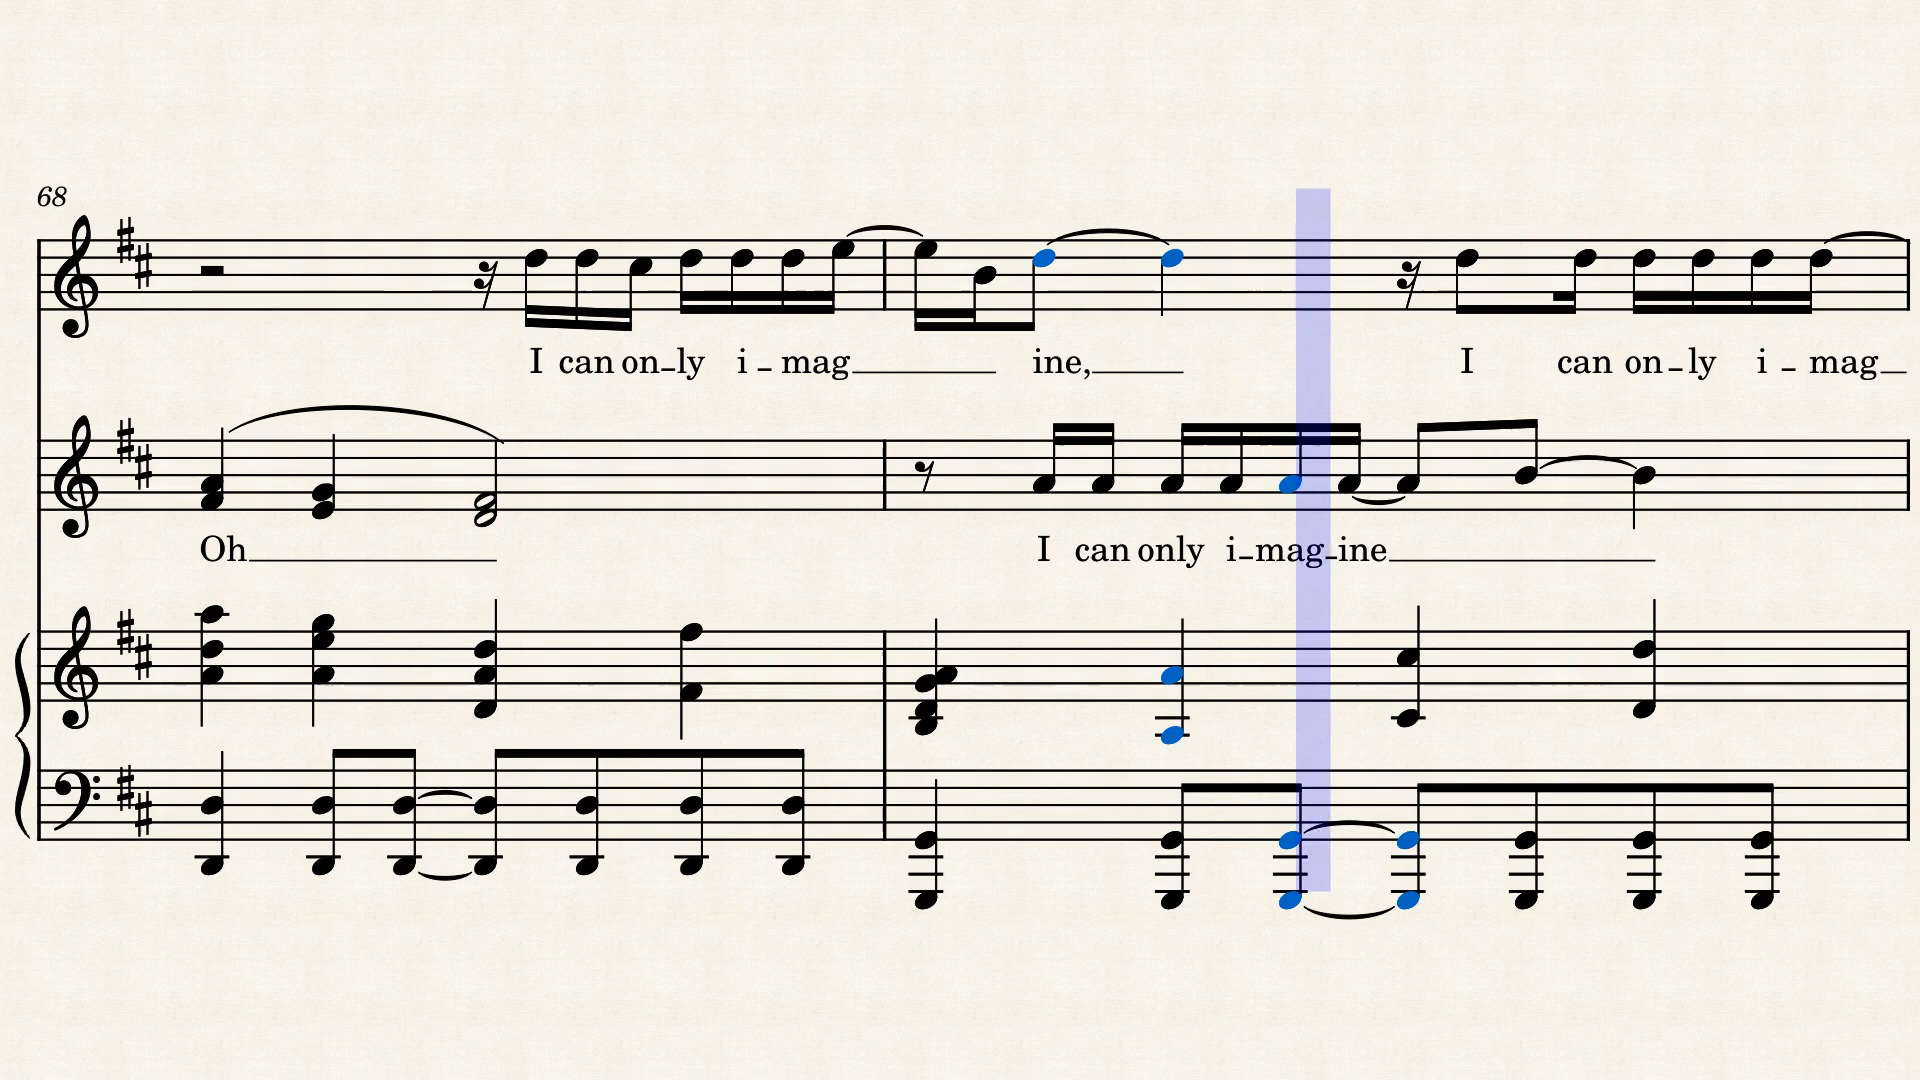 68
I can on-ly i - mag ine, I can on-ly i - mag
Oh I can only i-mag-ine